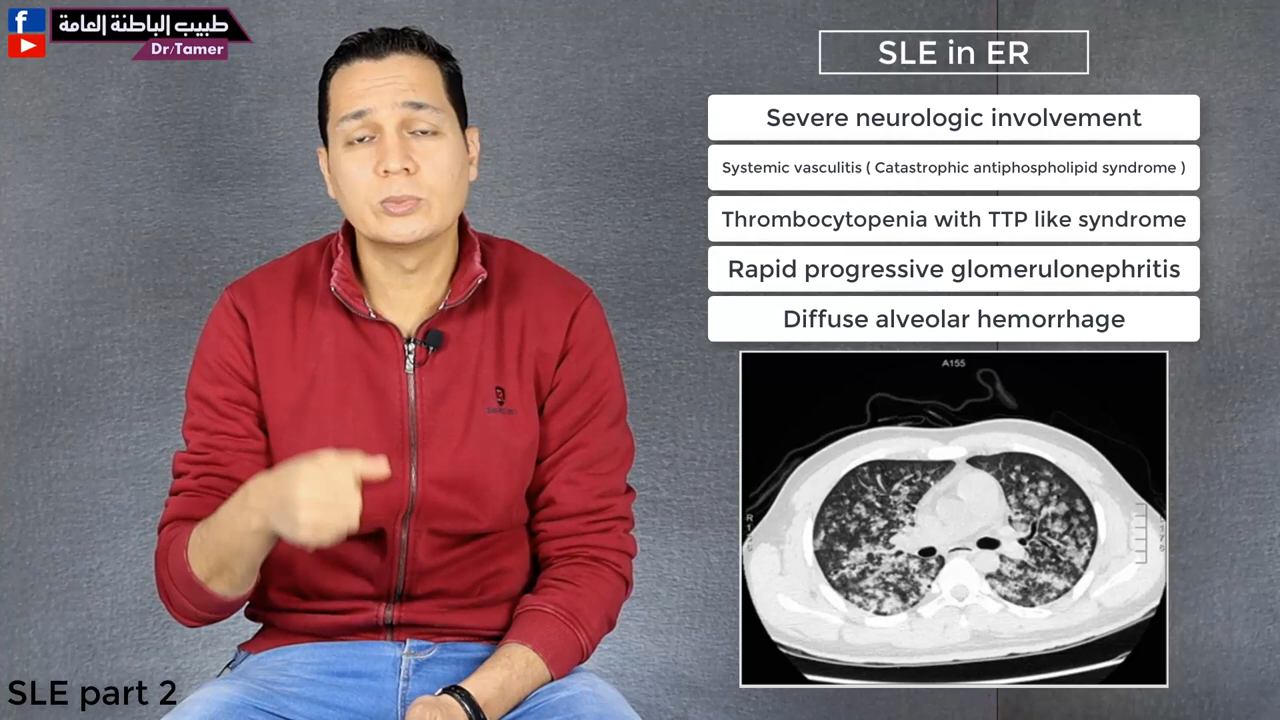 طبيب الباطنة العامة
Dr/Tamer
SLE in ER
Severe neurologic involvement
Systemic vasculitis ( Catastrophic antiphospholipid syndrome )
Thrombocytopenia with TTP like syndrome
Rapid progressive glomerulonephritis
Diffuse alveolar hemorrhage
A155
SLE part 2